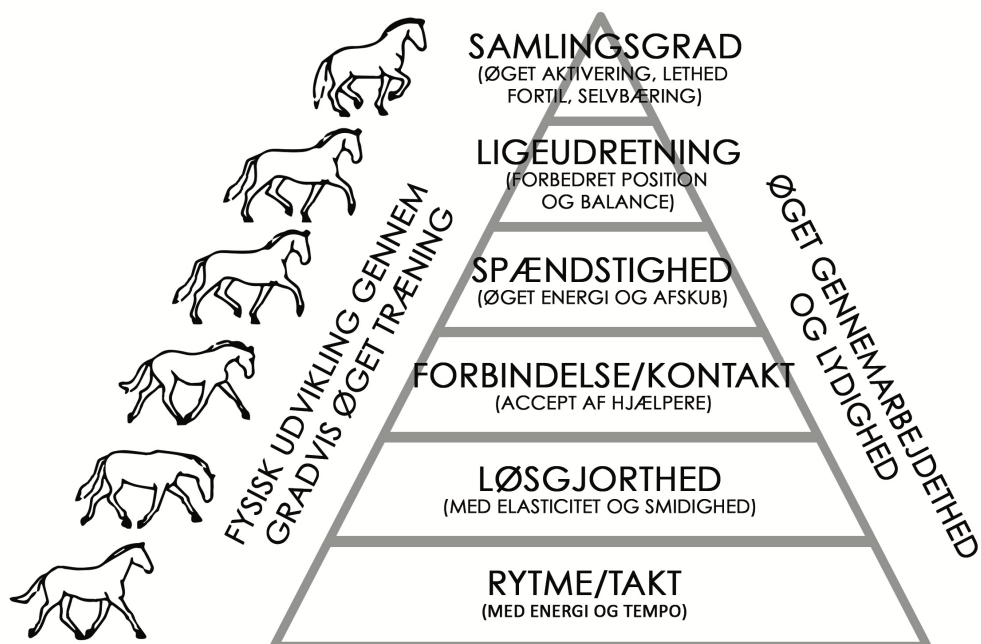 SAMLINGSGRAD
(ØGET AKTIVERING, LETHED
FORTIL, SELVBÆRING)
LIGEUDRETNING
(FORBEDRET POSITION
OG BALANCE)
SPÆNDSTIGHED
(ØGET ENERGI OG AFSKUB)
FORBINDELSE/KONTAKT
(ACCEPT AF HJÆLPERE)
LØSGJORTHED
(MED ELASTICITET OG SMIDIGHED)
RYTME/TAKT
(MED ENERGI OG TEMPO)
FYSISK UDVIKLING GENNEM
GRADVIS ØGET TRÆNING
ØGET GENNEMARBEJDETHED
OG LYDIGHED